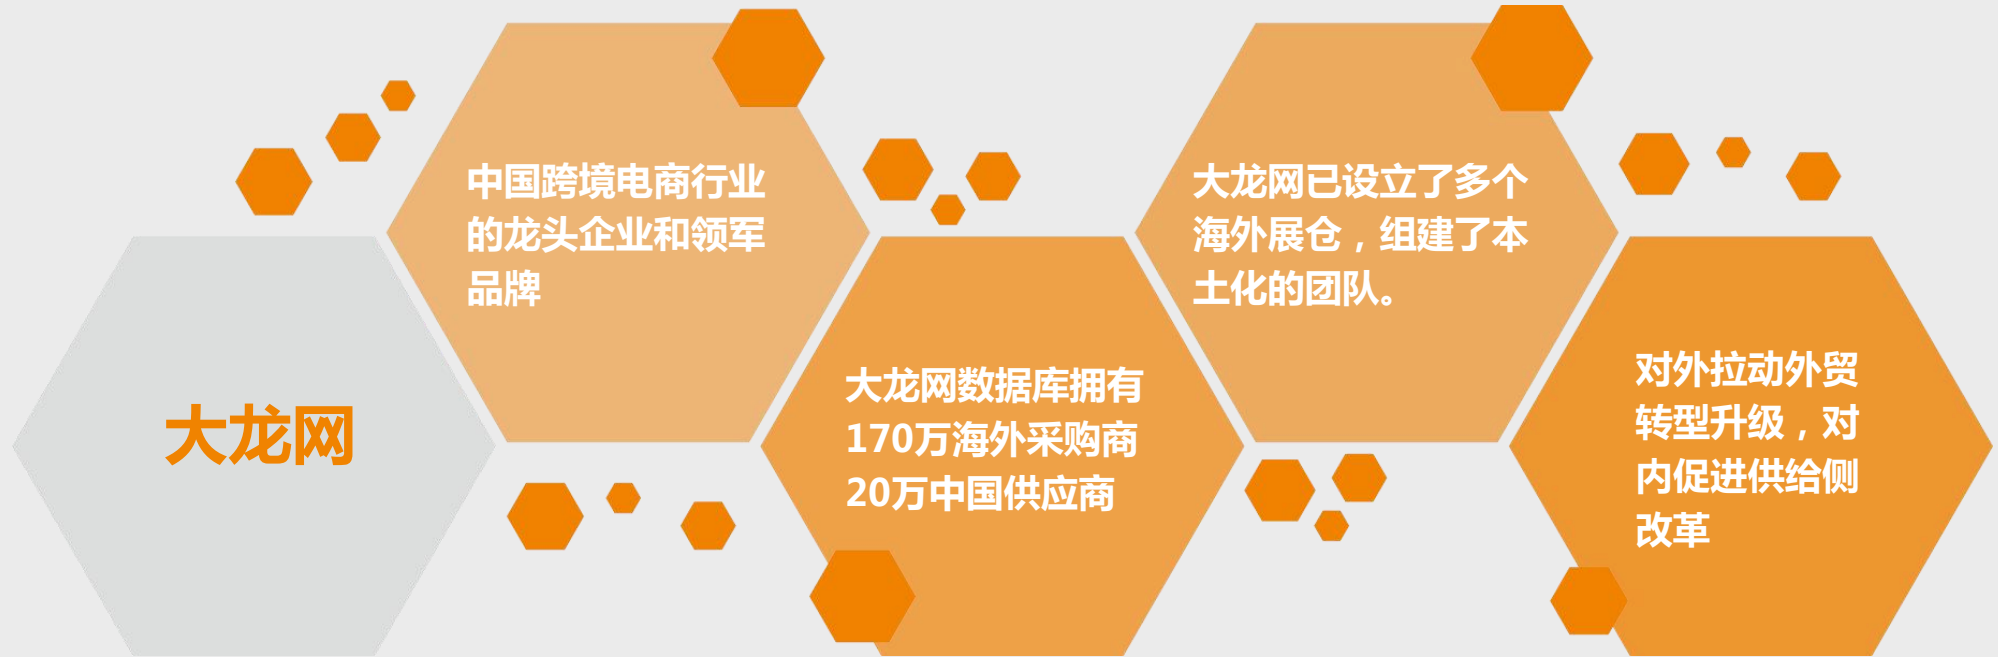 大龙网
中国跨境电商行业
的龙头企业和领军
品牌
大龙网数据库拥有
170万海外采购商
20万中国供应商
大龙网已设立了多个
海外展仓，组建了本
土化的团队。
对外拉动外贸
转型升级，对
内促进供给侧
改革